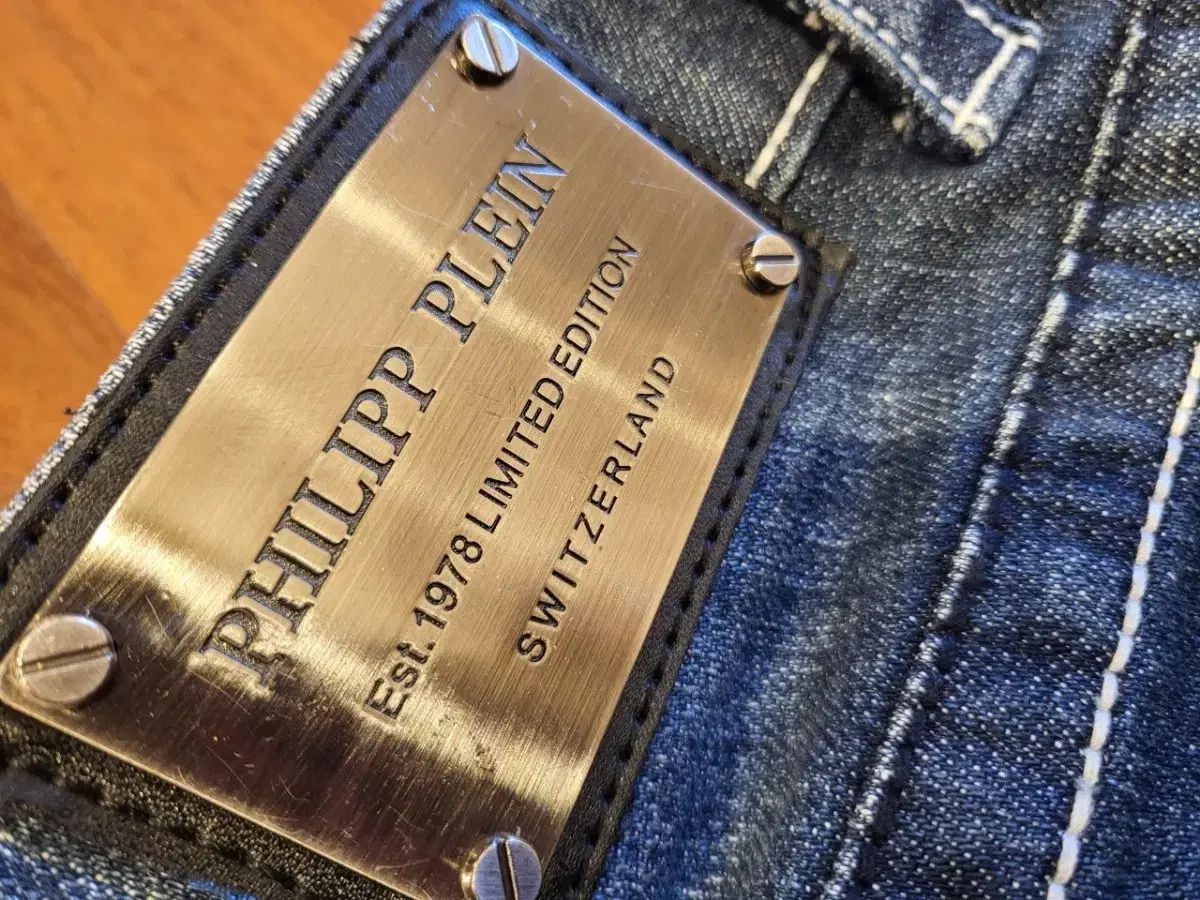 PHILIPP PLEIN
Est. 1978 LIMITED EDITION
SWITZERLAND